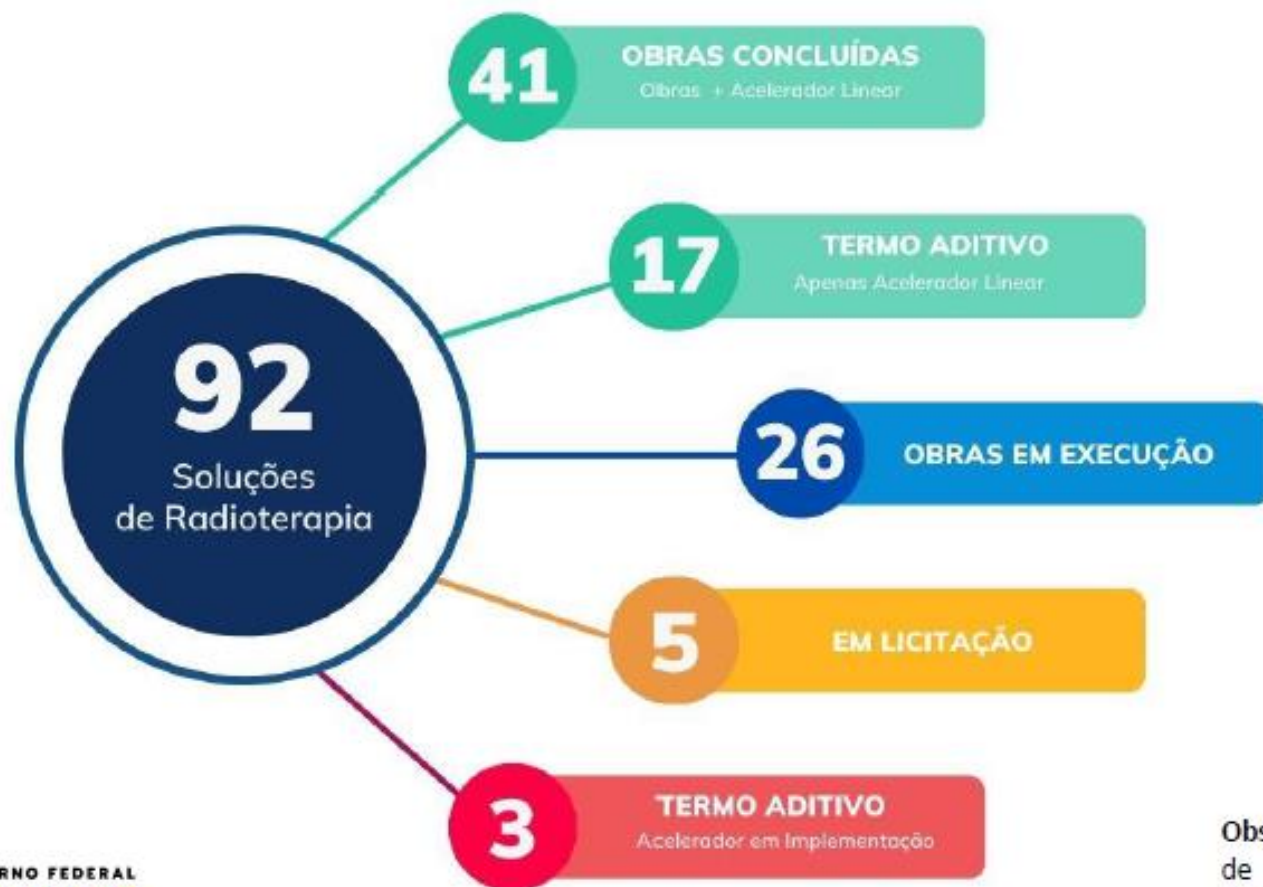 41
OBRAS CONCLUÍDAS
Obras + Acelerador Linear
17
TERMO ADITIVO
Apenas Acelerador Linear
92
Soluções
de Radioterapia
26
OBRAS EM EXECUÇÃO
5
EM LICITAÇÃO
3
TERMO ADITIVO
Acelerador em Implementação
Obs
de
RNO FEDERAL